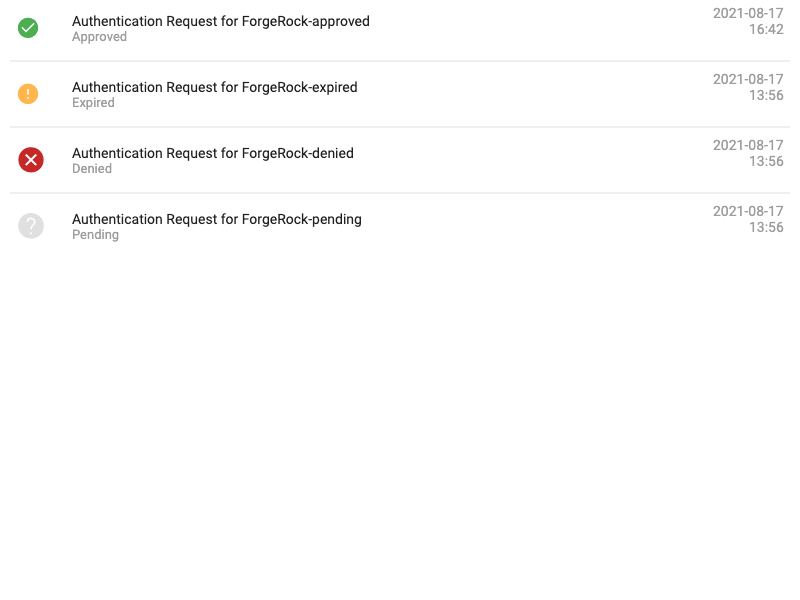 Authentication Request for ForgeRock-approved
Approved
2021-08-17
16:42
Authentication Request for ForgeRock-expired
Expired
2021-08-17
13:56
Authentication Request for ForgeRock-denied
Denied
2021-08-17
13:56
Authentication Request for ForgeRock-pending
Pending
2021-08-17
13:56